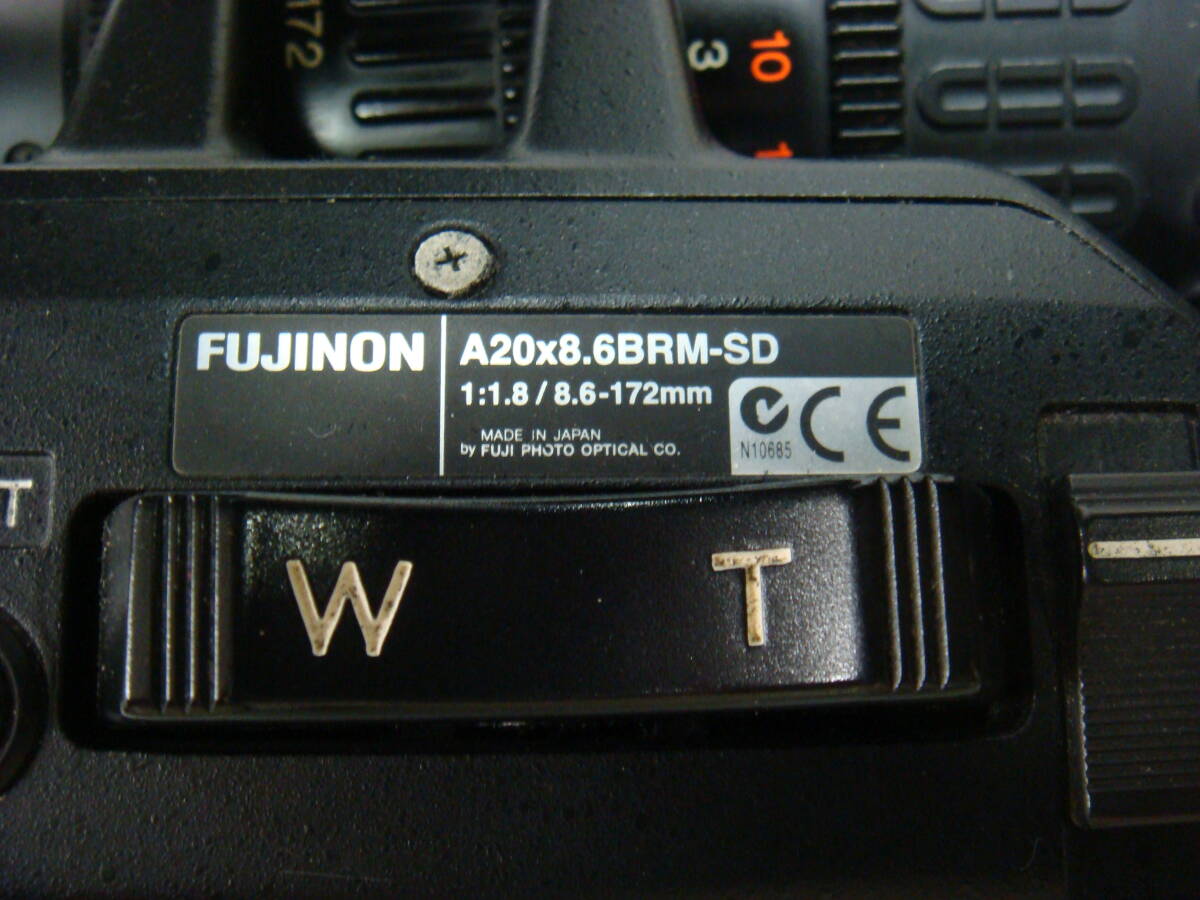 172
3
10
FUJINON
A20x8.6BRM-SD
1:1.8 / 8.6-172mm
MADE IN JAPAN
by FUJI PHOTO OPTICAL CO.
N10685
CE
T
W T